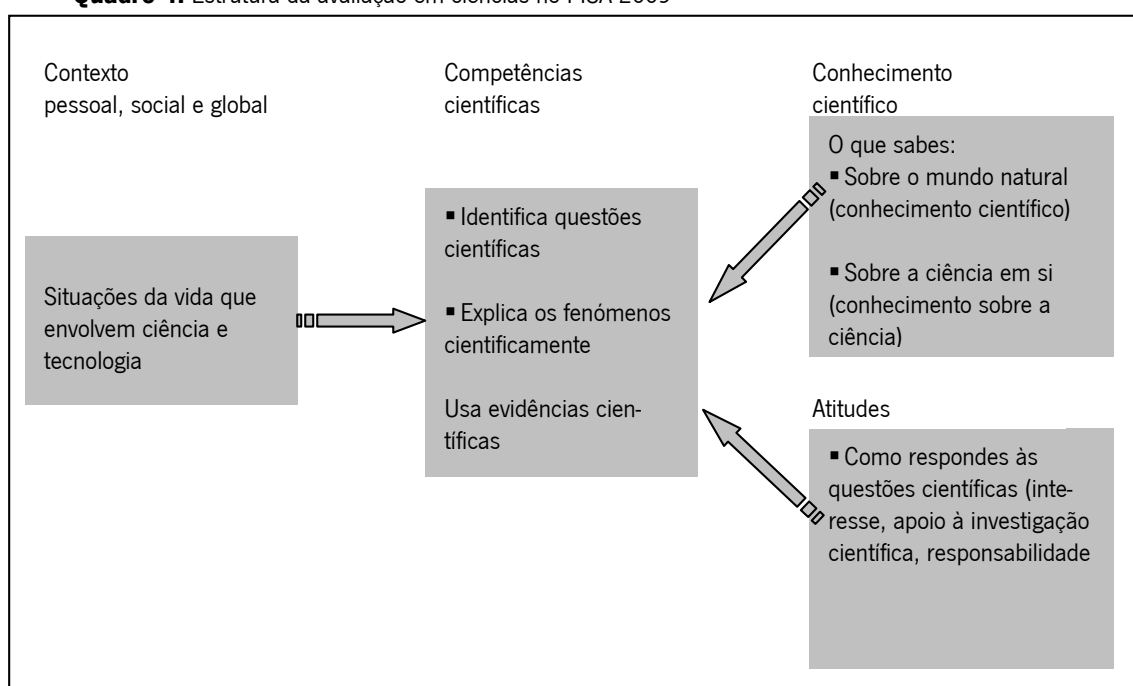 Contexto
pessoal, social e global
Situações da vida que
envolvem ciência e
tecnologia
Competências
científicas
▪ Identifica questões
científicas
▪ Explica os fenómenos
cientificamente
Usa evidências cien-
tíficas
Conhecimento
científico
O que sabes:
▪ Sobre o mundo natural
(conhecimento científico)
▪ Sobre a ciência em si
(conhecimento sobre a
ciência)
Atitudes
▪ Como respondes às
questões científicas (inte-
resse, apoio à investigação
científica, responsabilidade